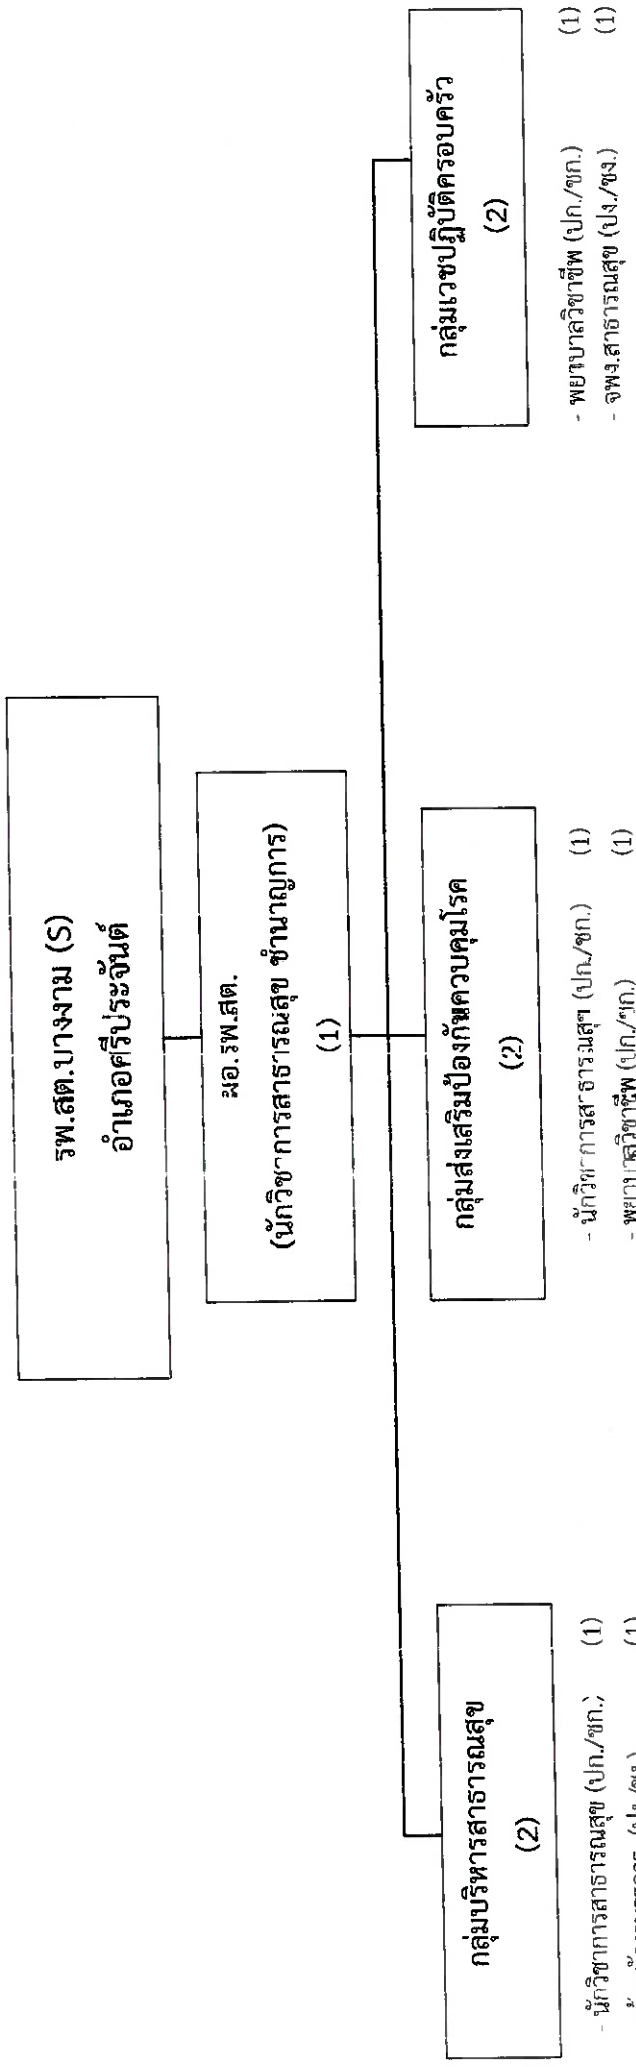 รพ.สต.บางงาม (S)
อำเภอศรีประจันต์
ผอ.รพ.สต.
(นักวิชาการสาธารณสุข ชำนาญการ)
(1)
กลุ่มบริหารสาธารณสุข
(2)
- นักวิชาการสาธารณสุข (ปก./ชก.) (1)
(ปง./ชง.) (1)
กลุ่มส่งเสริมป้องกันควบคุมโรค
(2)
- นักวิชาการสาธารณสุข (ปก./ชก.) (1)
- พยาบาลวิชาชีพ (ปก./ชก.) (1)
กลุ่มเวชปฏิบัติครอบครัว
(2)
- พยาบาลวิชาชีพ (ปก./ชก.) (1)
- จพง.สาธารณสุข (ปง./ชง.) (1)